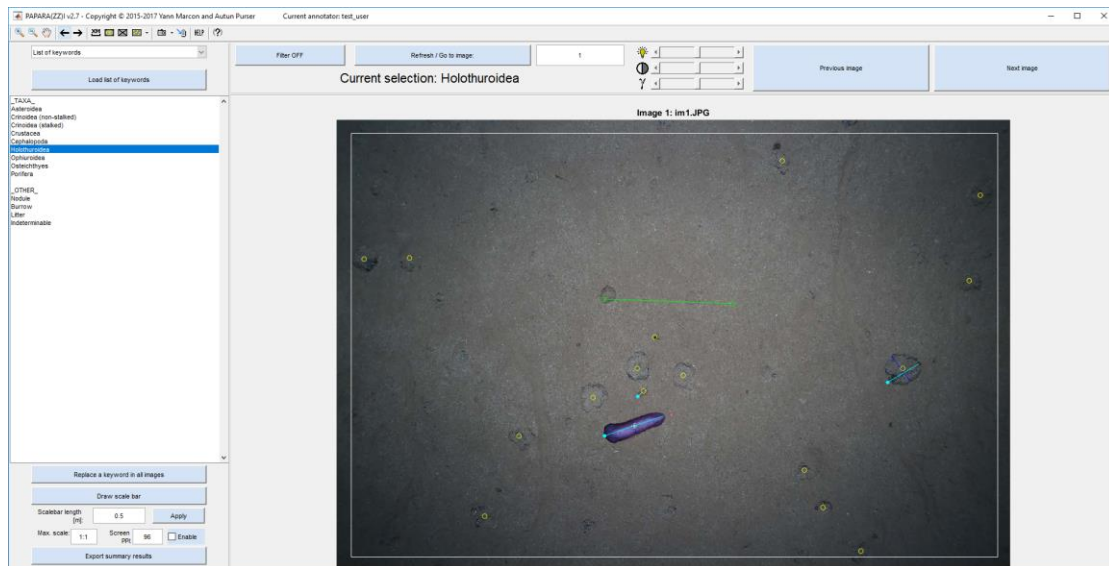 PAPARA(ZZ)I v2.7 - Copyright © 2015-2017 Yann Marcon and Autun Purser Current annotator: test_user
HELP
List of keywords
Load list of keywords
Filter OFF
Refresh / Go to image:
1
γ
Previous image
Next image
Current selection: Holothuroidea
_TAXA_
Asteroidea
Crinoidea (non-stalked)
Crinoidea (stalked)
Crustacea
Cephalopoda
Holothuroidea
Ophiuroidea
Osteichthyes
Porifera
_OTHER_
Nodule
Burrow
Litter
Indeterminable
Image 1: im1.JPG
Replace a keyword in all images
Draw scale bar
Scalebar length
[m]:
0.5
Apply
Max. scale:
1:1
Screen
PPI:
96
Enable
Export summary results